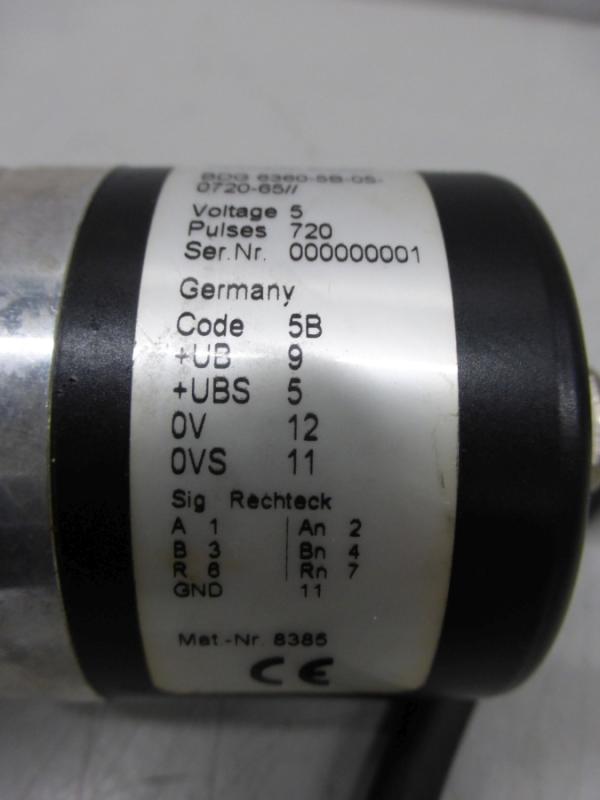 BDG 6360-5B-05-
0720-65//
Voltage 5
Pulses 720
Ser.Nr. 000000001
Germany
Code 5B
+UB 9
+UBS 5
0V 12
0VS 11
Sig Rechteck
A 1 An 2
B 3 Bn 4
R 6 Rn 7
GND 11
Mat.-Nr. 8385
CE